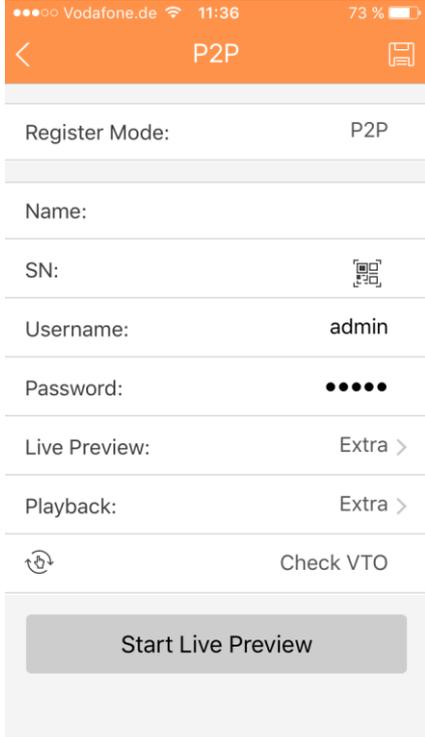 Vodafone.de 11:36 73 %
P2P
Register Mode: P2P
Name:
SN:
Username: admin
Password: •••••
Live Preview: Extra
Playback: Extra
Check VTO
Start Live Preview